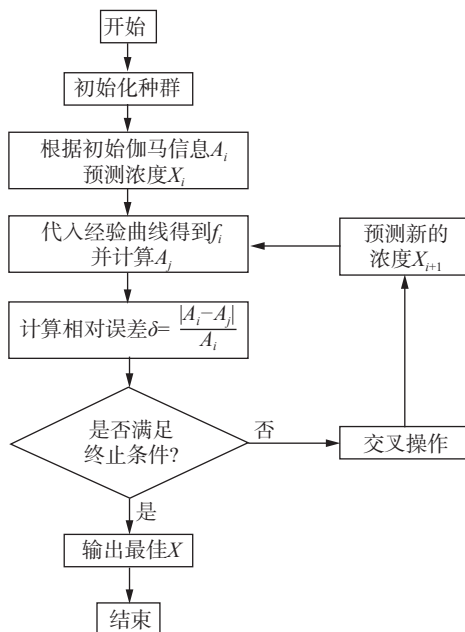 开始
初始化种群
根据初始伽马信息A_i
预测浓度X_i
代入经验曲线得到f_i
并计算A_j
预测新的
浓度X_{i+1}
计算相对误差δ=|A_i−A_j|/A_i
是否满足
终止条件?
否
交叉操作
是
输出最佳X
结束